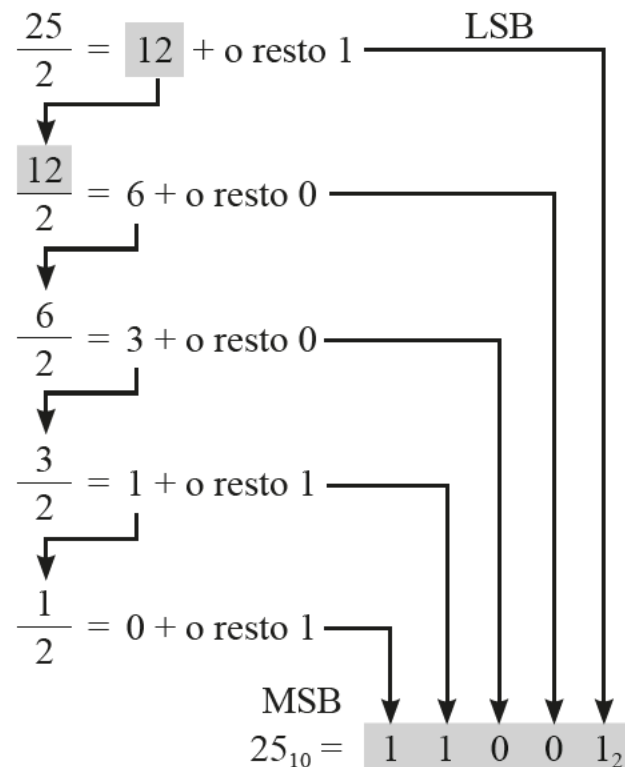 25/2 = 12 + o resto 1 LSB
12/2 = 6 + o resto 0
6/2 = 3 + o resto 0
3/2 = 1 + o resto 1
1/2 = 0 + o resto 1
MSB
25₁₀ = 1 1 0 0 1₂